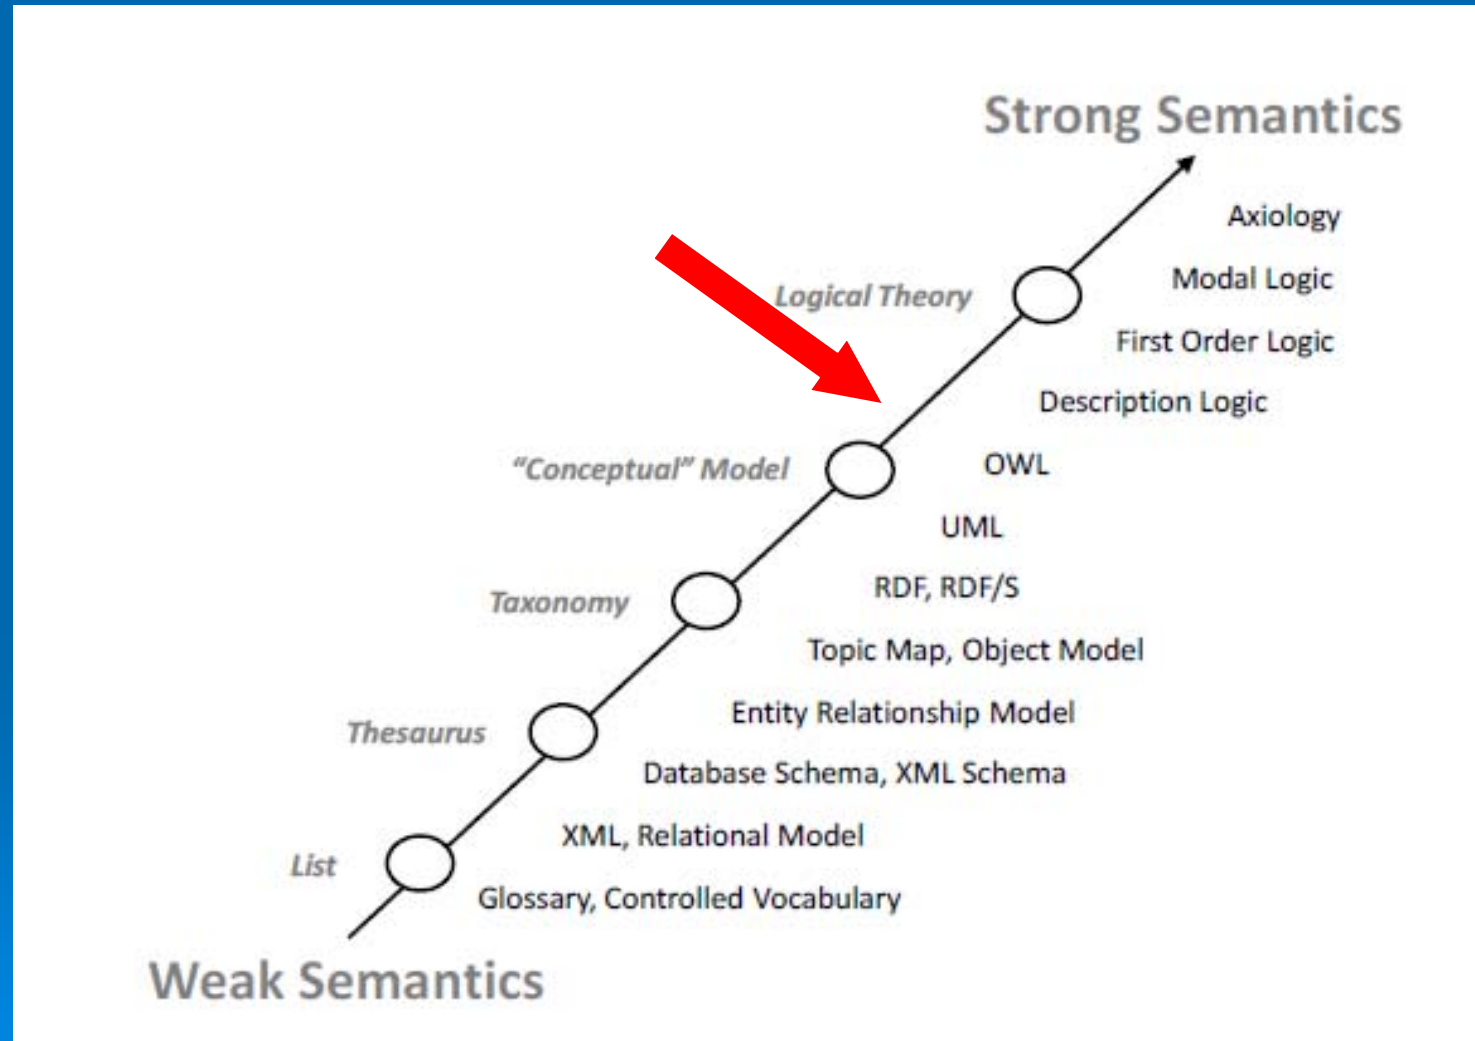 Strong Semantics
Axiology
Modal Logic
Logical Theory
First Order Logic
Description Logic
“Conceptual” Model
OWL
UML
RDF, RDF/S
Taxonomy
Topic Map, Object Model
Entity Relationship Model
Thesaurus
Database Schema, XML Schema
XML, Relational Model
List
Glossary, Controlled Vocabulary
Weak Semantics